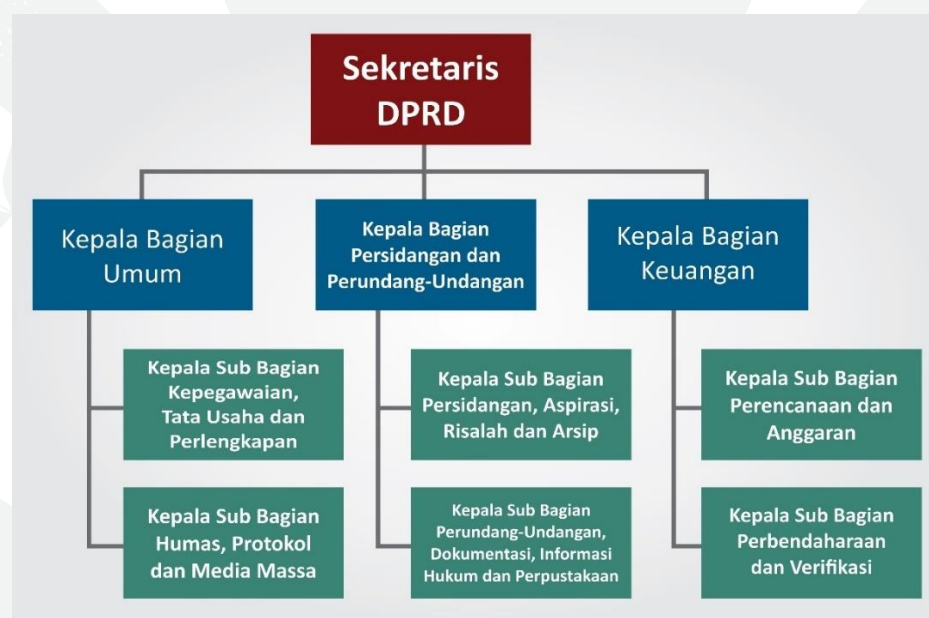 Sekretaris
DPRD
Kepala Bagian
Umum
Kepala Bagian
Persidangan dan
Perundang-Undangan
Kepala Bagian
Keuangan
Kepala Sub Bagian
Kepegawaian,
Tata Usaha dan
Perlengkapan
Kepala Sub Bagian
Persidangan, Aspirasi,
Risalah dan Arsip
Kepala Sub Bagian
Perencanaan dan
Anggaran
Kepala Sub Bagian
Humas, Protokol
dan Media Massa
Kepala Sub Bagian
Perundang-Undangan,
Dokumentasi, Informasi
Hukum dan Perpustakaan
Kepala Sub Bagian
Perbendaharaan
dan Verifikasi